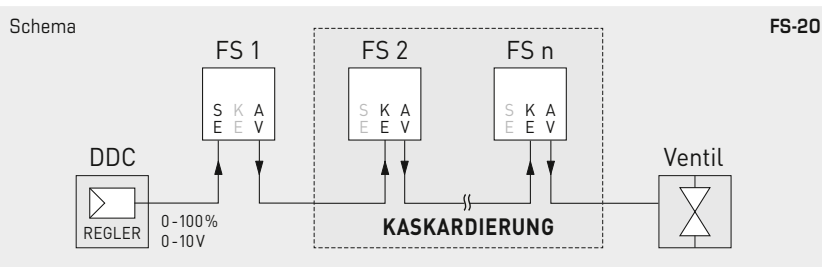 Schema
FS-20
FS 1
FS 2
FS n
S K A
E E V
S K A
E E V
S K A
E E V
DDC
REGLER
0-100%
0-10V
KASKARDIERUNG
Ventil